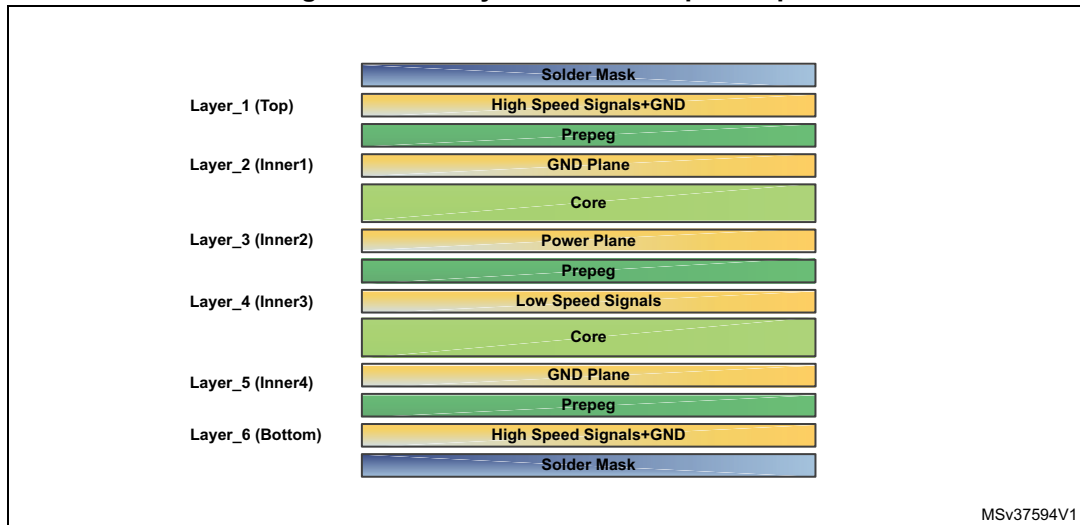 Solder Mask
Layer_1 (Top) High Speed Signals+GND
Prepeg
Layer_2 (Inner1) GND Plane
Core
Layer_3 (Inner2) Power Plane
Prepeg
Layer_4 (Inner3) Low Speed Signals
Core
Layer_5 (Inner4) GND Plane
Prepeg
Layer_6 (Bottom) High Speed Signals+GND
Solder Mask
MSv37594V1